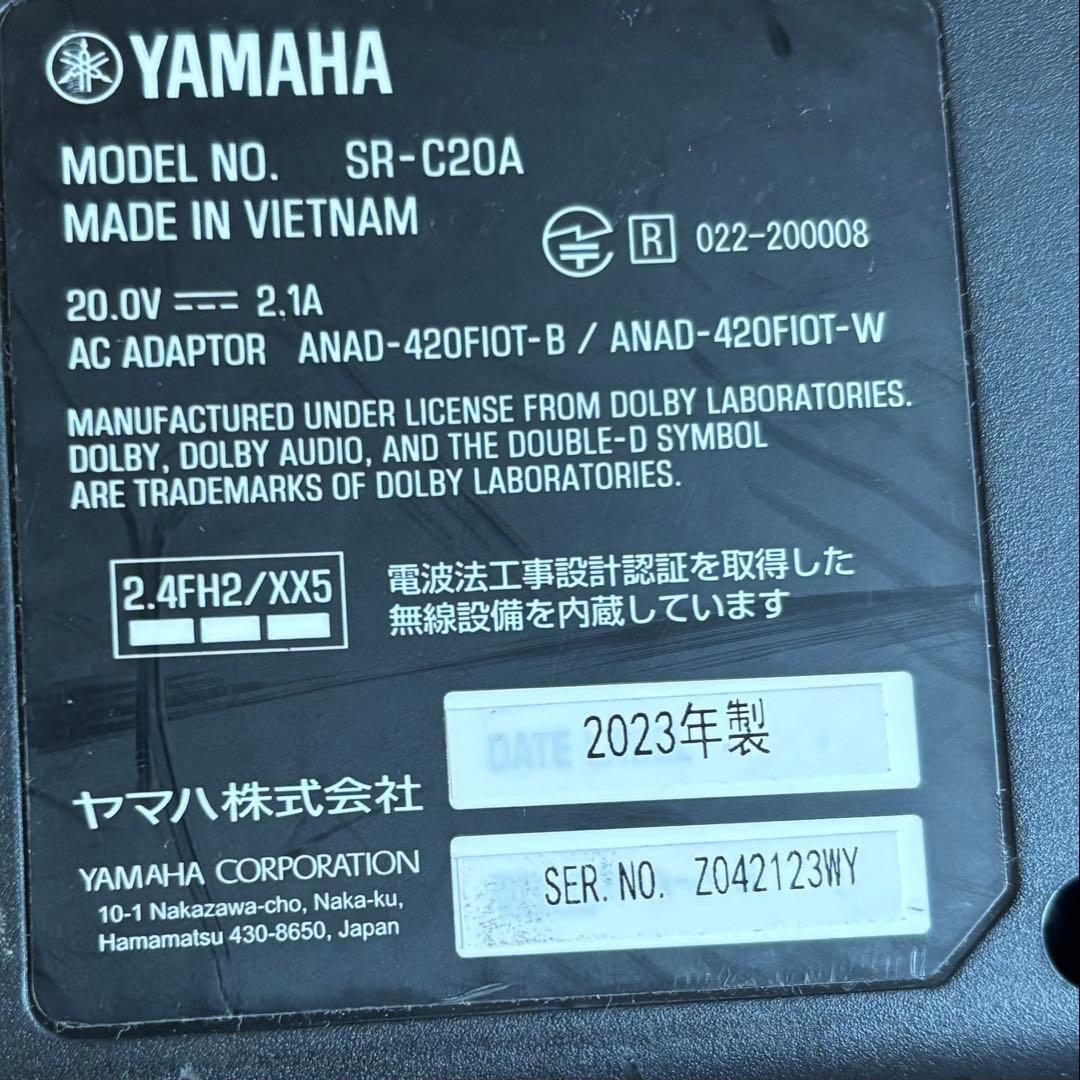 YAMAHA
MODEL NO. SR-C20A
MADE IN VIETNAM
R 022-200008
20.0V 2.1A
AC ADAPTOR ANAD-420FIOT-B / ANAD-420FIOT-W
MANUFACTURED UNDER LICENSE FROM DOLBY LABORATORIES.
DOLBY, DOLBY AUDIO, AND THE DOUBLE-D SYMBOL
ARE TRADEMARKS OF DOLBY LABORATORIES.
2.4FH2/XX5
電波法工事設計認証を取得した
無線設備を内蔵しています
DATE
2023年製
ヤマハ株式会社
YAMAHA CORPORATION
10-1 Nakazawa-cho, Naka-ku,
Hamamatsu 430-8650, Japan
SER. NO. Z042123WY